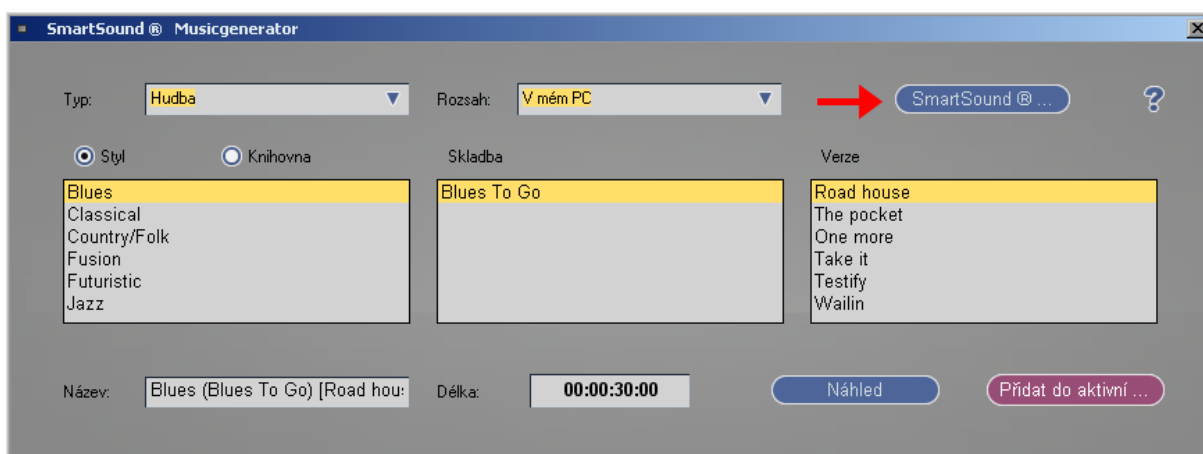 SmartSound ® Musicgenerator
Typ: Hudba Rozsah: V mém PC SmartSound ® ... ?
Styl Knihovna Skladba Verze
Blues Blues To Go Road house
Classical The pocket
Country/Folk One more
Fusion Take it
Futuristic Testify
Jazz Wailin
Název: Blues (Blues To Go) [Road hou Délka: 00:00:30:00 Náhled Přidat do aktivní ...